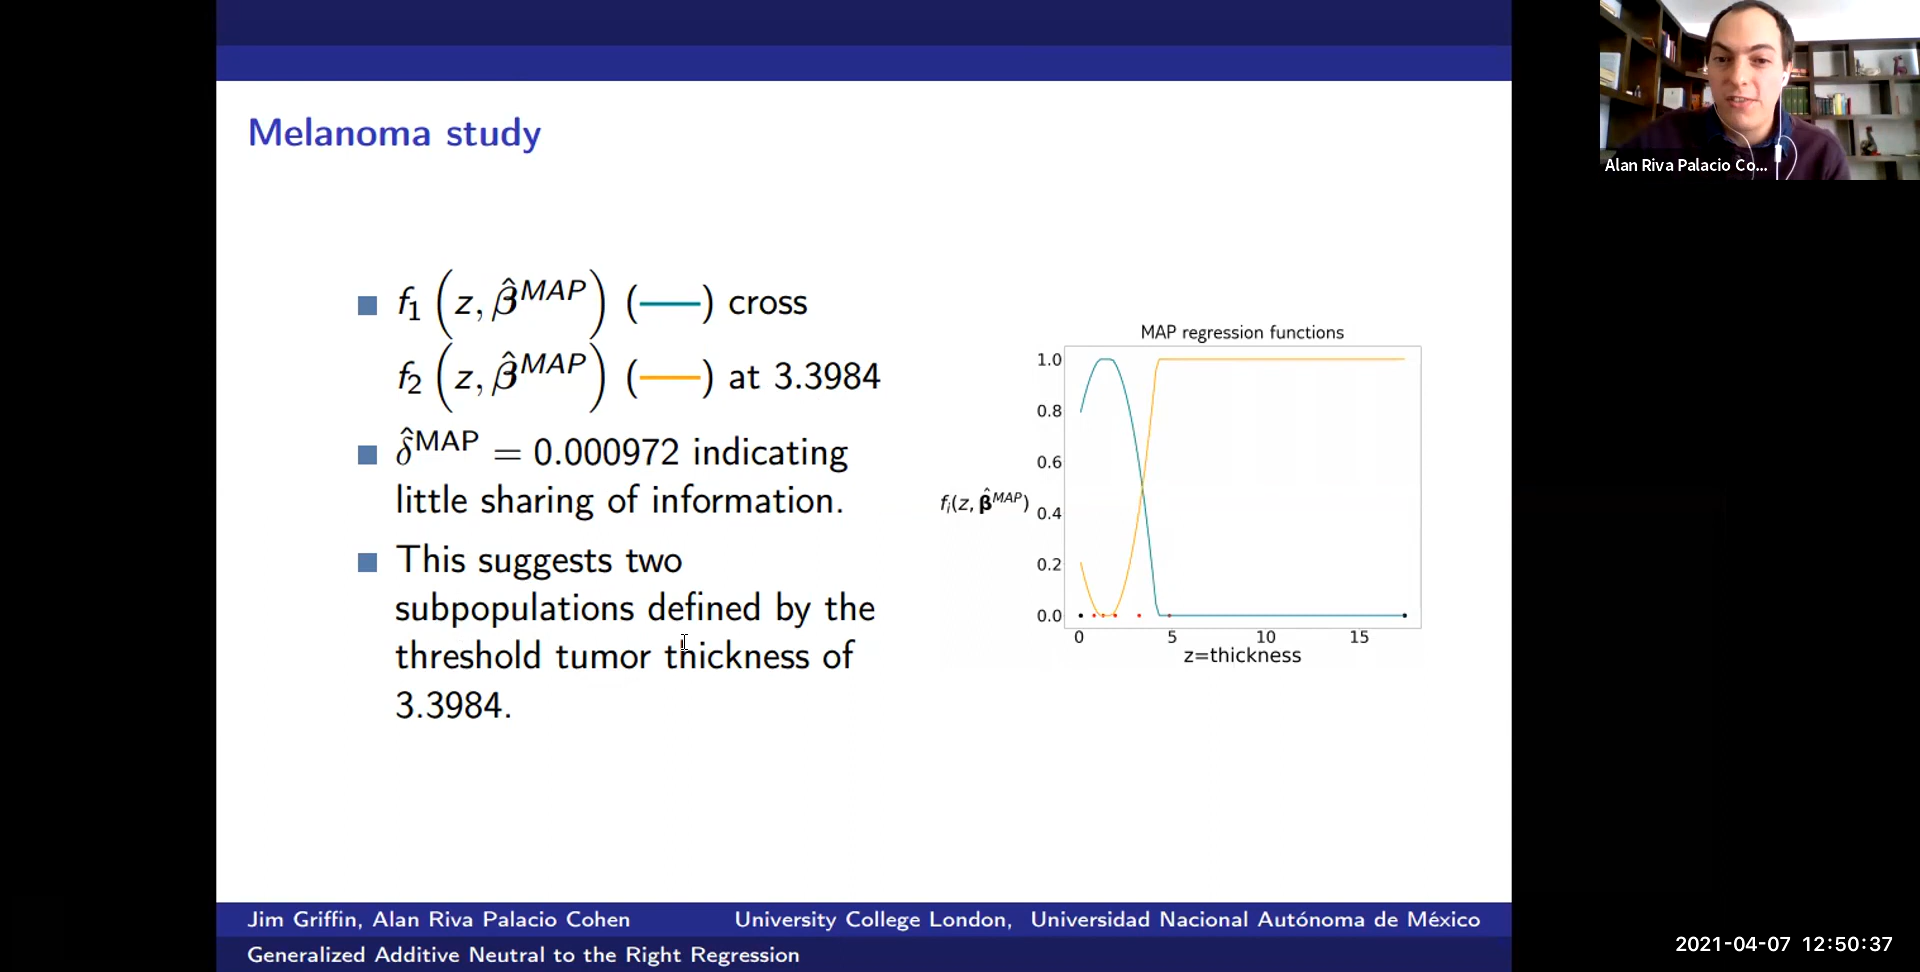 Melanoma study
f₁ (z, β̂^MAP) (—) cross
f₂ (z, β̂^MAP) (—) at 3.3984
δ̂^MAP = 0.000972 indicating
little sharing of information.
This suggests two
subpopulations defined by the
threshold tumor thickness of
3.3984.
MAP regression functions
1.0
0.8
0.6
fᵢ(z, β̂^MAP)
0.4
0.2
0.0
0 5 10 15
z=thickness
Jim Griffin, Alan Riva Palacio Cohen University College London, Universidad Nacional Autónoma de México
Generalized Additive Neutral to the Right Regression
Alan Riva Palacio Co...
2021-04-07 12:50:37